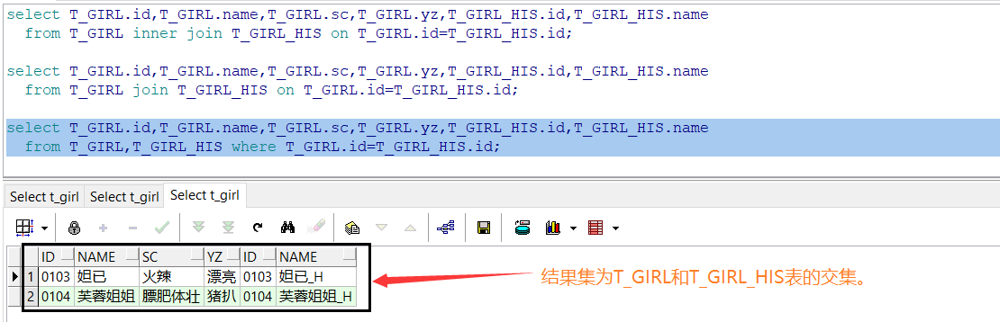 select T_GIRL.id,T_GIRL.name,T_GIRL.sc,T_GIRL.yz,T_GIRL_HIS.id,T_GIRL_HIS.name
from T_GIRL inner join T_GIRL_HIS on T_GIRL.id=T_GIRL_HIS.id;
select T_GIRL.id,T_GIRL.name,T_GIRL.sc,T_GIRL.yz,T_GIRL_HIS.id,T_GIRL_HIS.name
from T_GIRL join T_GIRL_HIS on T_GIRL.id=T_GIRL_HIS.id;
select T_GIRL.id,T_GIRL.name,T_GIRL.sc,T_GIRL.yz,T_GIRL_HIS.id,T_GIRL_HIS.name
from T_GIRL,T_GIRL_HIS where T_GIRL.id=T_GIRL_HIS.id;
Select t_girl Select t_girl Select t_girl
ID NAME SC YZ ID NAME
1 0103 妲已 火辣 漂亮 0103 妲已_H
2 0104 芙蓉姐姐 膘肥体壮 猪扒 0104 芙蓉姐姐_H
结果集为T_GIRL和T_GIRL_HIS表的交集。